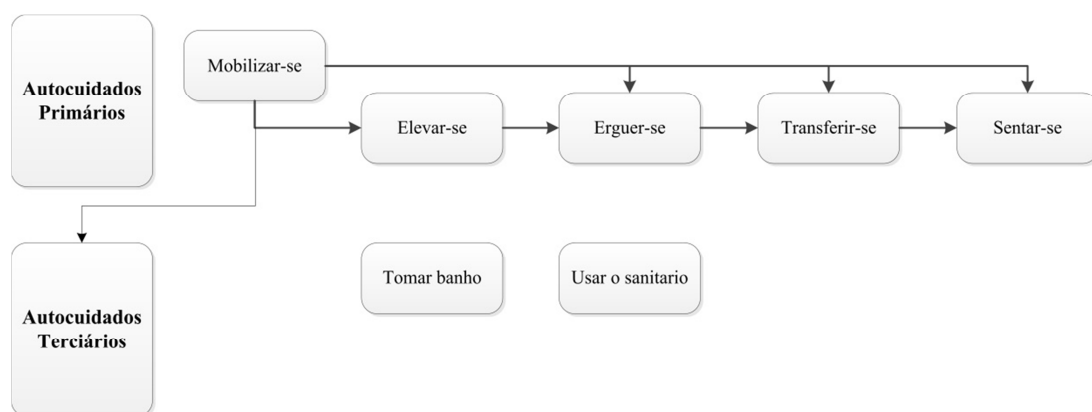 Autocuidados
Primários
Mobilizar-se
Elevar-se
Erguer-se
Transferir-se
Sentar-se
Autocuidados
Terciários
Tomar banho
Usar o sanitario